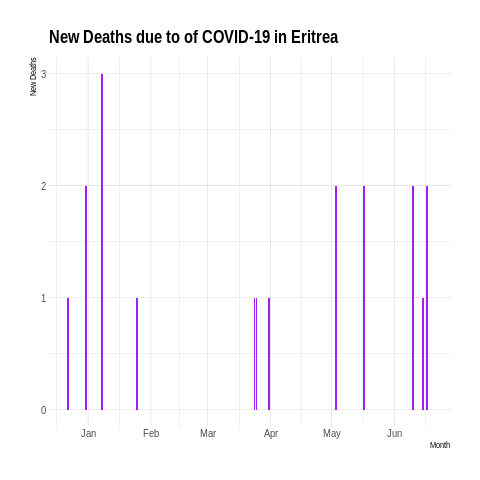 New Deaths due to of COVID-19 in Eritrea
New Deaths
3
2
1
0
Jan Feb Mar Apr May Jun
Month